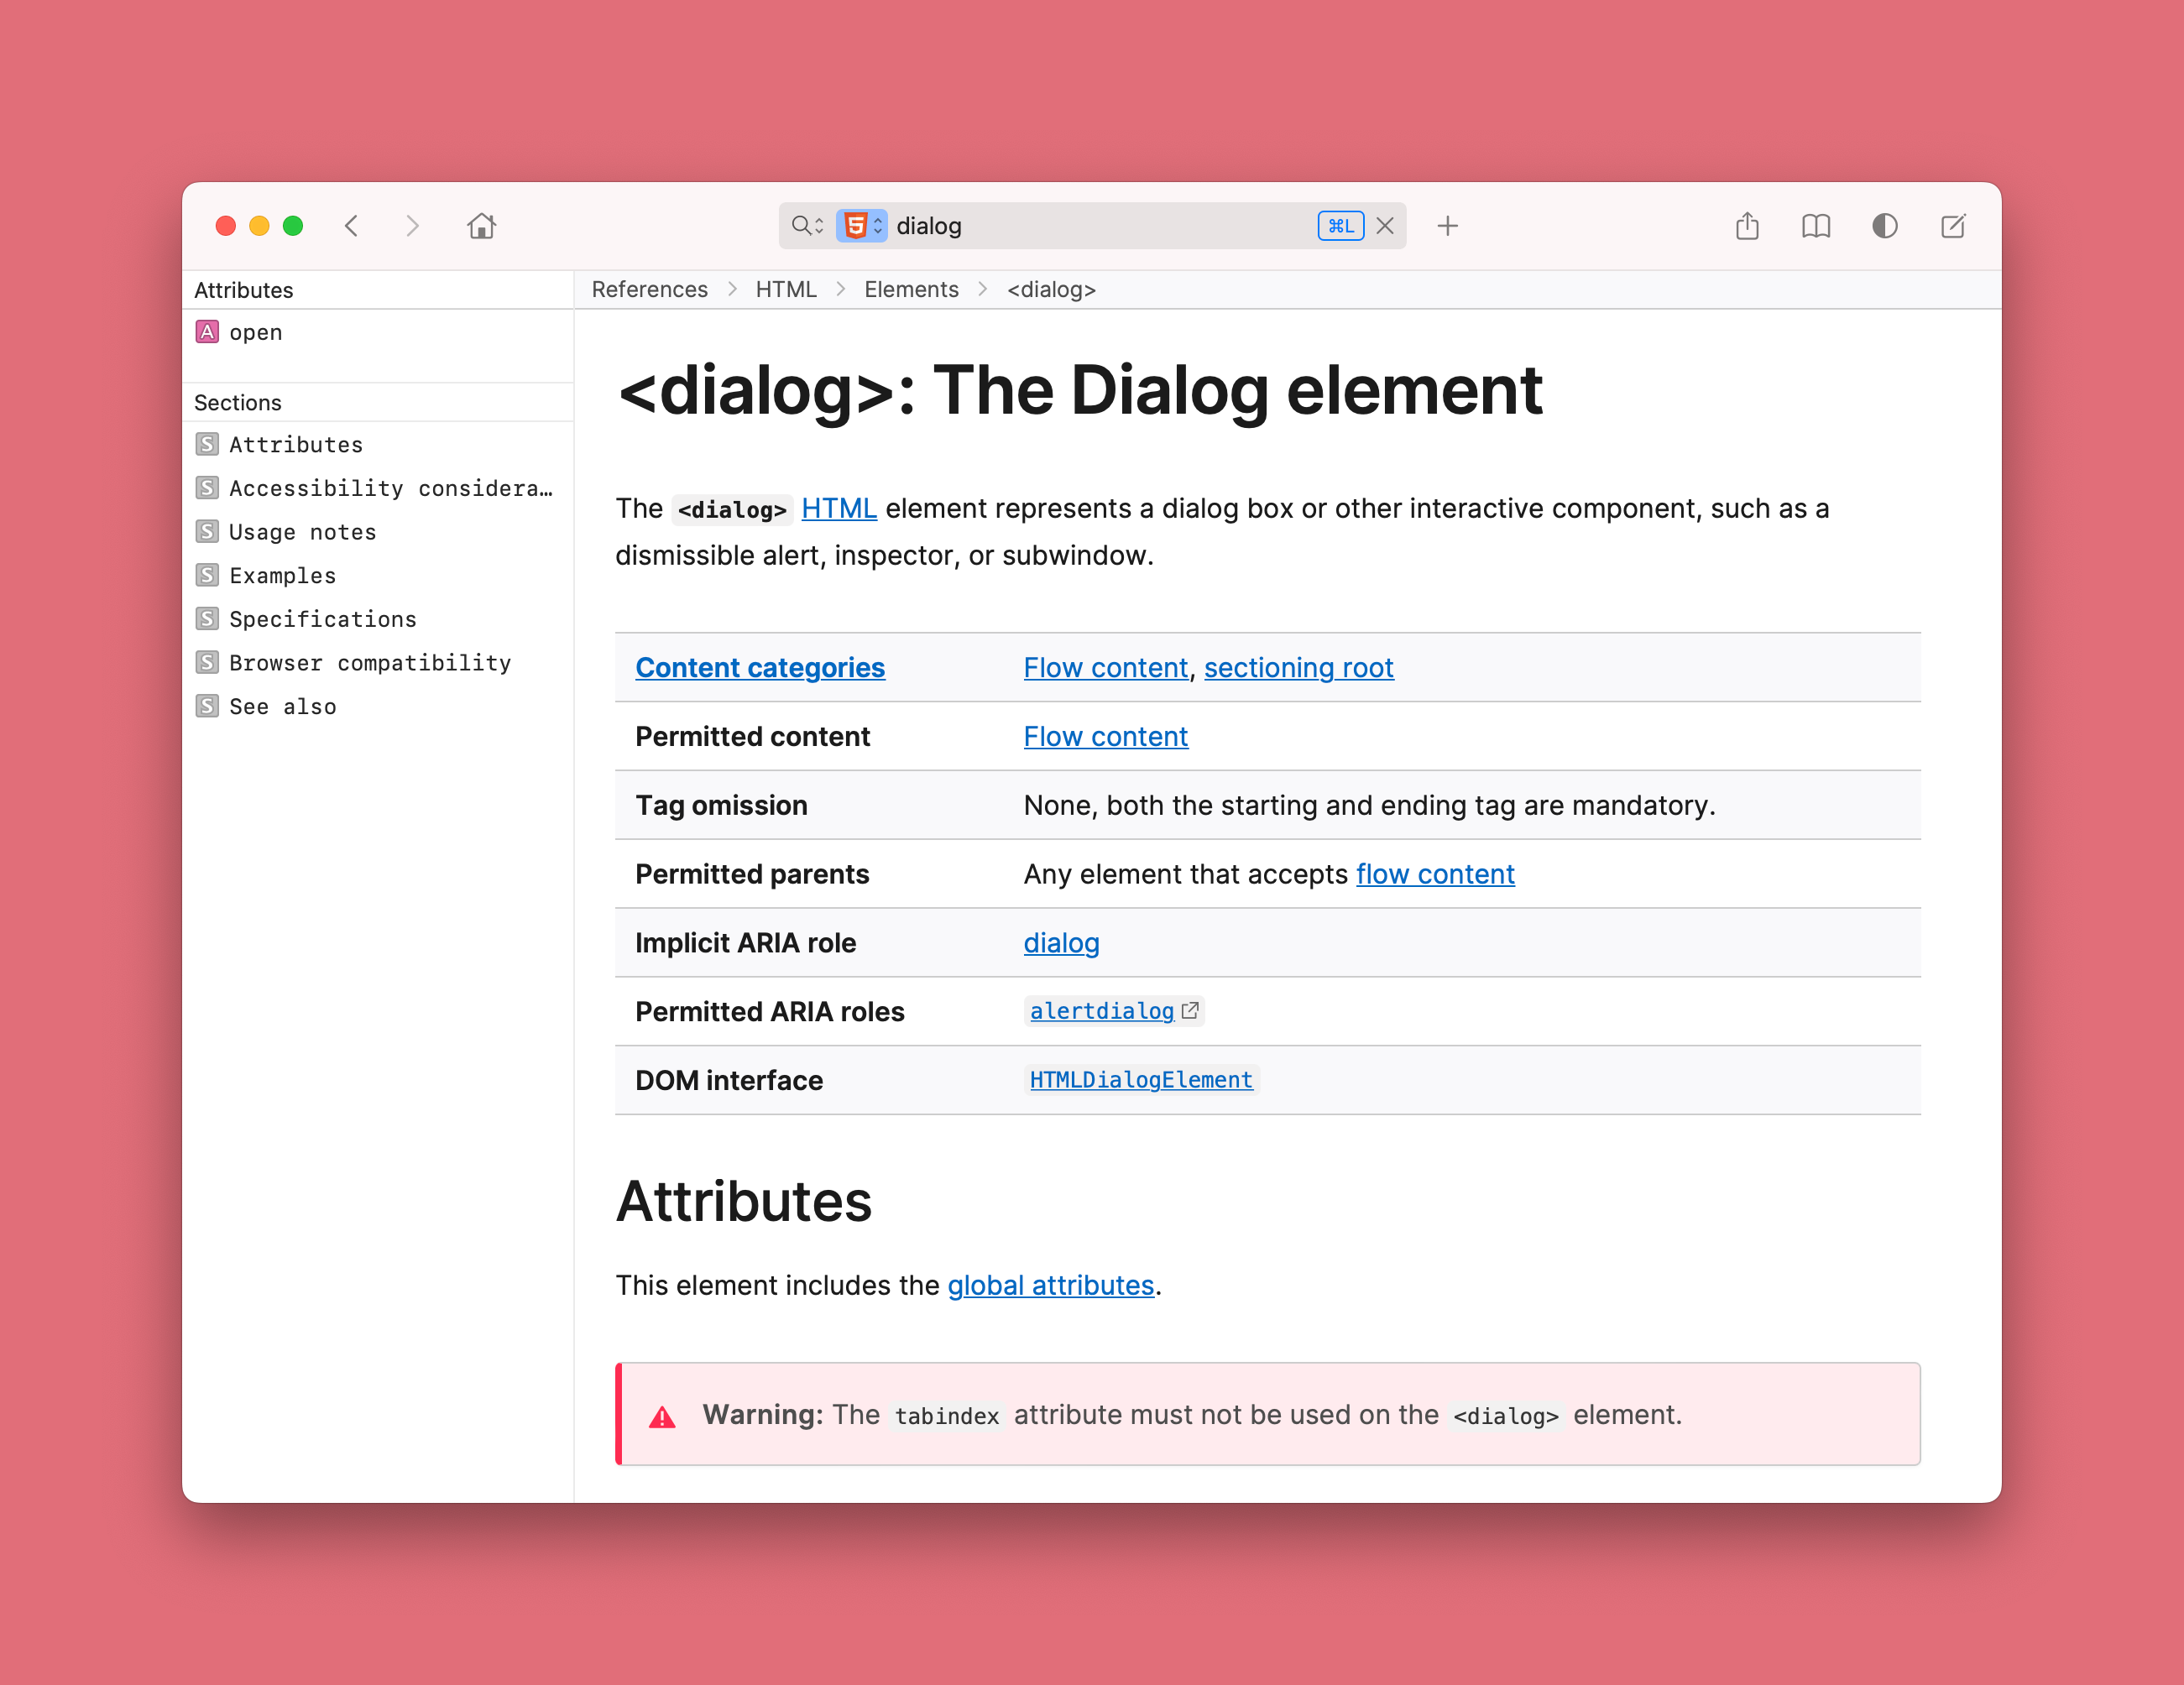 dialog
⌘L
Attributes
A open
Sections
S Attributes
S Accessibility considera…
S Usage notes
S Examples
S Specifications
S Browser compatibility
S See also
References > HTML > Elements > <dialog>
<dialog>: The Dialog element
The <dialog> HTML element represents a dialog box or other interactive component, such as a
dismissible alert, inspector, or subwindow.
Content categories Flow content, sectioning root
Permitted content Flow content
Tag omission None, both the starting and ending tag are mandatory.
Permitted parents Any element that accepts flow content
Implicit ARIA role dialog
Permitted ARIA roles alertdialog
DOM interface HTMLDialogElement
Attributes
This element includes the global attributes.
Warning: The tabindex attribute must not be used on the <dialog> element.